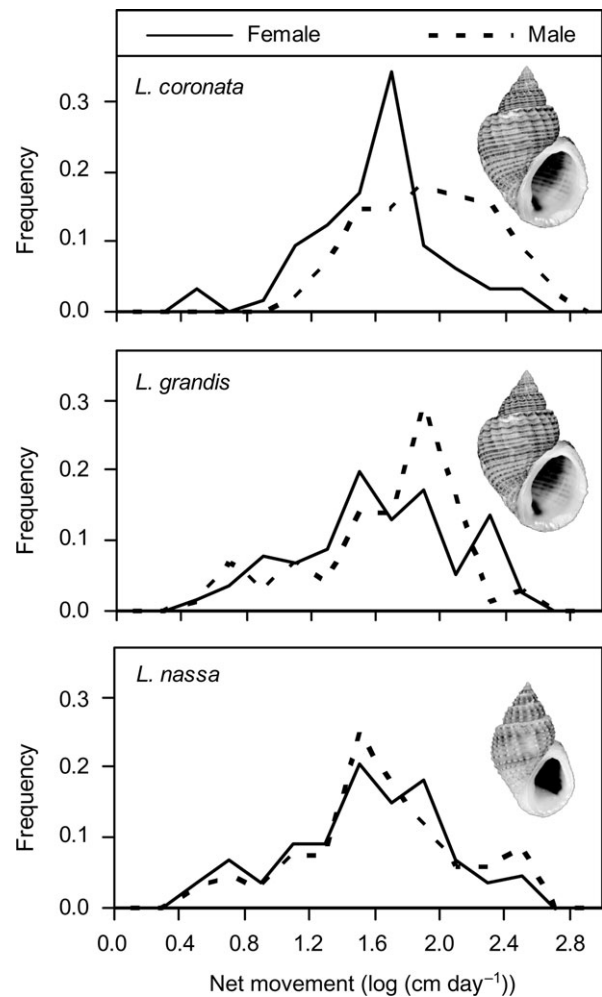 Female Male
L. coronata
0.3
0.2
0.1
0.0
Frequency
L. grandis
0.3
0.2
0.1
0.0
Frequency
L. nassa
0.3
0.2
0.1
0.0
Frequency
0.0 0.4 0.8 1.2 1.6 2.0 2.4 2.8
Net movement (log (cm day⁻¹))